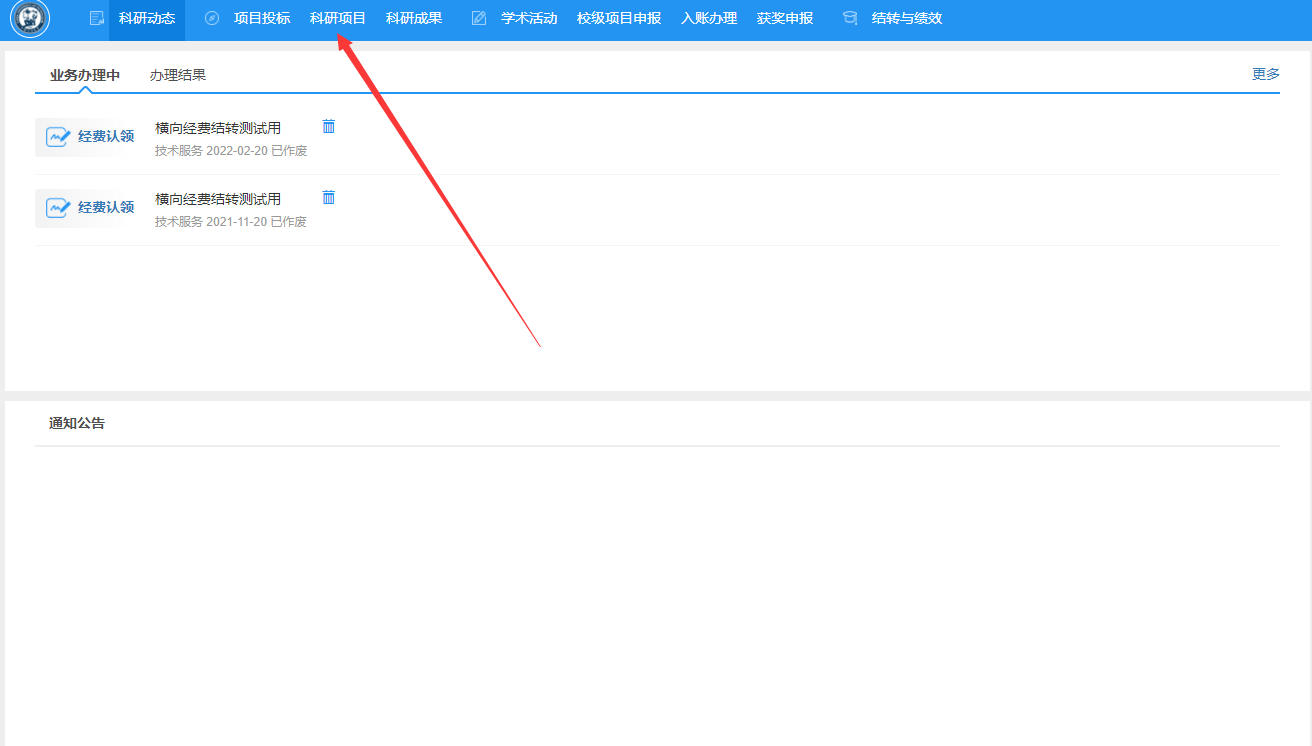 科研动态 项目投标 科研项目 科研成果 学术活动 校级项目申报 入账办理 获奖申报 结转与绩效
业务办理中 办理结果 更多
经费认领 横向经费结转测试用
技术服务 2022-02-20 已作废
经费认领 横向经费结转测试用
技术服务 2021-11-20 已作废
通知公告